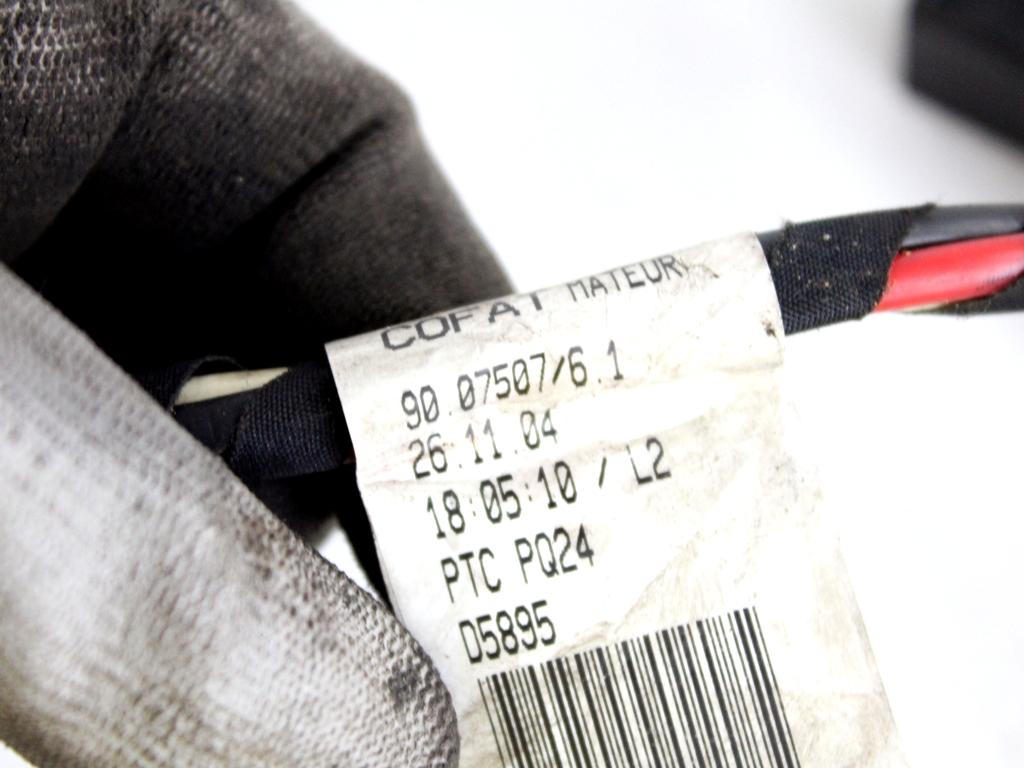 COFAT MATEUR
90.07507/6.1
26.11.04
18:05:10 / L2
PTC PQ24
D5895